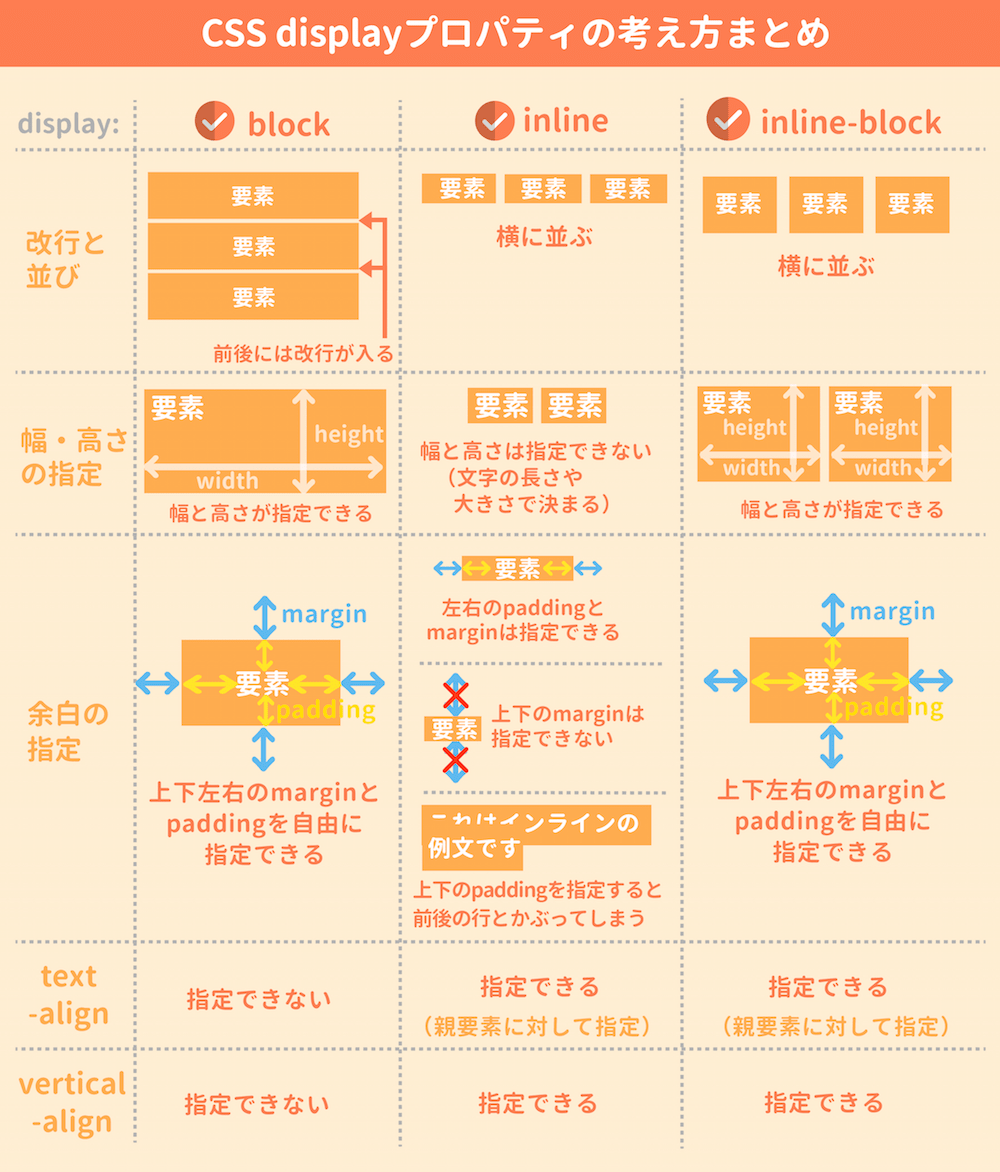 CSS displayプロパティの考え方まとめ
display:
block
inline
inline-block
改行と
並び
要素
要素
要素
前後には改行が入る
要素 要素 要素
横に並ぶ
要素 要素 要素
横に並ぶ
幅・高さ
の指定
要素
height
width
幅と高さが指定できる
要素 要素
幅と高さは指定できない
（文字の長さや
大きさで決まる）
要素 要素
height height
width width
幅と高さが指定できる
余白の
指定
margin
要素
padding
上下左右のmarginと
paddingを自由に
指定できる
要素
左右のpaddingと
marginは指定できる
要素
上下のmarginは
指定できない
これはインラインの
例文です
上下のpaddingを指定すると
前後の行とかぶってしまう
margin
要素
padding
上下左右のmarginと
paddingを自由に
指定できる
text
-align
指定できない
指定できる
（親要素に対して指定）
指定できる
（親要素に対して指定）
vertical
-align
指定できない
指定できる
指定できる